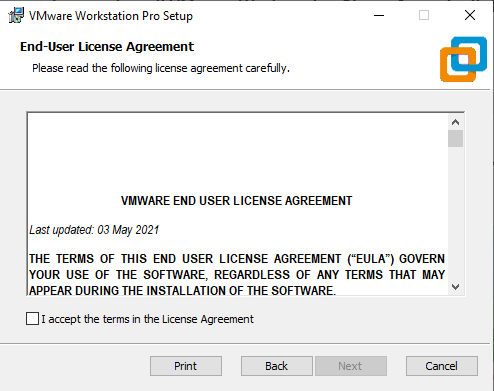 VMware Workstation Pro Setup
End-User License Agreement
Please read the following license agreement carefully.
VMWARE END USER LICENSE AGREEMENT
Last updated: 03 May 2021
THE TERMS OF THIS END USER LICENSE AGREEMENT (“EULA”) GOVERN
YOUR USE OF THE SOFTWARE, REGARDLESS OF ANY TERMS THAT MAY
APPEAR DURING THE INSTALLATION OF THE SOFTWARE.
I accept the terms in the License Agreement
Print Back Next Cancel